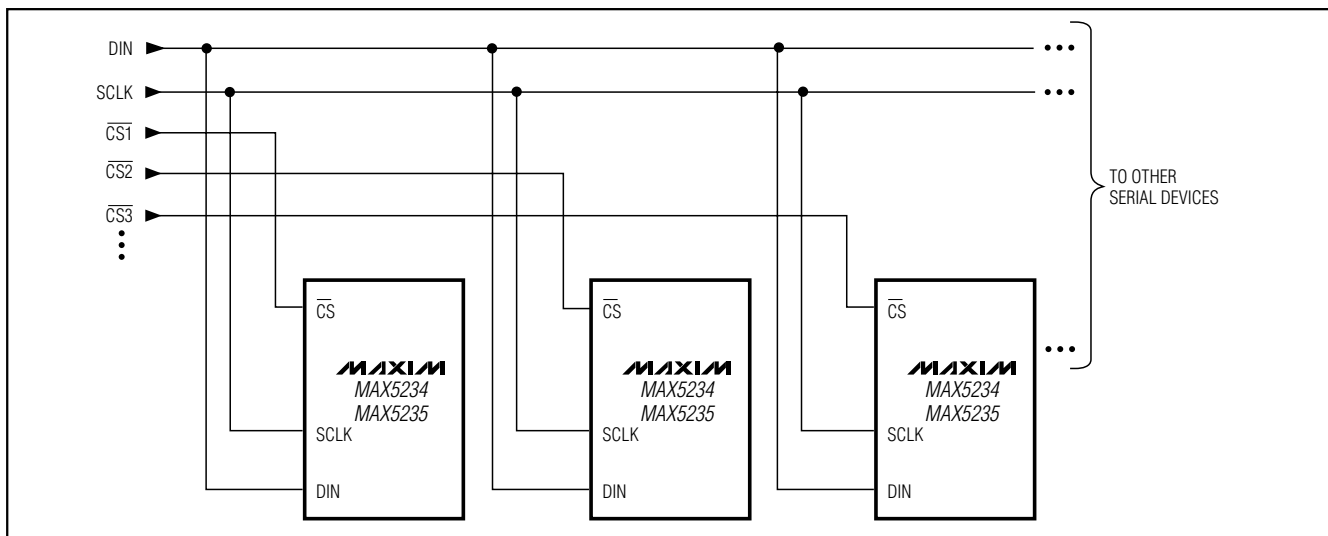 DIN
SCLK
CS1
CS2
CS3
TO OTHER
SERIAL DEVICES
CS
MAXIM
MAX5234
MAX5235
SCLK
DIN
CS
MAXIM
MAX5234
MAX5235
SCLK
DIN
CS
MAXIM
MAX5234
MAX5235
SCLK
DIN